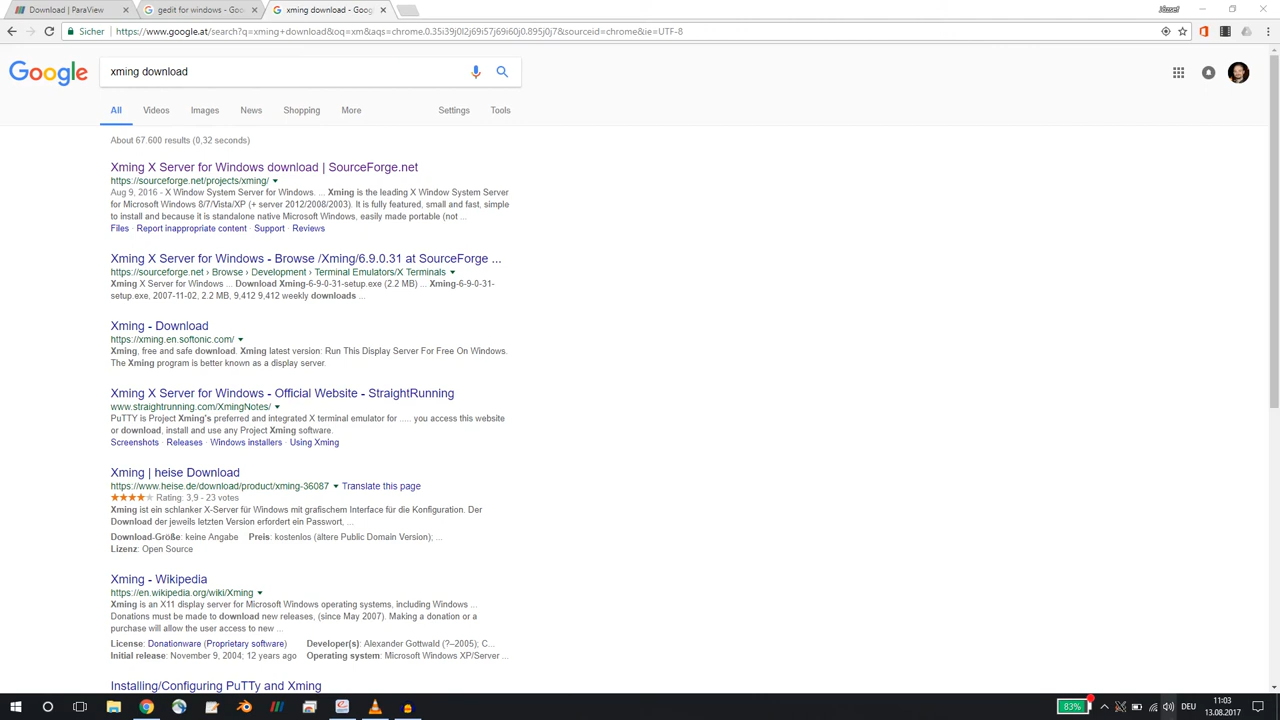 Download | ParaView
gedit for windows - Goo
xming download - Goog
József
Sicher
https://www.google.at/search?q=xming+download&oq=xm&aqs=chrome.0.35i39j0l2j69i57j69i60j0.895j0j7&sourceid=chrome&ie=UTF-8
Google
xming download
All Videos Images News Shopping More Settings Tools
About 67.600 results (0,32 seconds)
Xming X Server for Windows download | SourceForge.net
https://sourceforge.net/projects/xming/
Aug 9, 2016 - X Window System Server for Windows. ... Xming is the leading X Window System Server
for Microsoft Windows 8/7/Vista/XP (+ server 2012/2008/2003). It is fully featured, small and fast, simple
to install and because it is standalone native Microsoft Windows, easily made portable (not ...
Files · Report inappropriate content · Support · Reviews
Xming X Server for Windows - Browse /Xming/6.9.0.31 at SourceForge ...
https://sourceforge.net › Browse › Development › Terminal Emulators/X Terminals
Xming X Server for Windows ... Download Xming-6-9-0-31-setup.exe (2.2 MB) ... Xming-6-9-0-31-
setup.exe, 2007-11-02, 2.2 MB, 9,412 9,412 weekly downloads ...
Xming - Download
https://xming.en.softonic.com/
Xming, free and safe download. Xming latest version: Run This Display Server For Free On Windows.
The Xming program is better known as a display server.
Xming X Server for Windows - Official Website - StraightRunning
www.straightrunning.com/XmingNotes/
PuTTY is Project Xming's preferred and integrated X terminal emulator for ..... you access this website
or download, install and use any Project Xming software.
Screenshots · Releases · Windows installers · Using Xming
Xming | heise Download
https://www.heise.de/download/product/xming-36087 Translate this page
Rating: 3,9 - 23 votes
Xming ist ein schlanker X-Server für Windows mit grafischem Interface für die Konfiguration. Der
Download der jeweils letzten Version erfordert ein Passwort, ...
Download-Größe: keine Angabe Preis: kostenlos (ältere Public Domain Version); ...
Lizenz: Open Source
Xming - Wikipedia
https://en.wikipedia.org/wiki/Xming
Xming is an X11 display server for Microsoft Windows operating systems, including Windows ...
Donations must be made to download new releases, (since May 2007). Making a donation or a
purchase will allow the user access to new ...
License: Donationware (Proprietary software) Developer(s): Alexander Gottwald (?–2005); C...
Initial release: November 9, 2004; 12 years ago Operating system: Microsoft Windows XP/Server ...
Installing/Configuring PuTTy and Xming
83%
DEU
11:03
13.08.2017